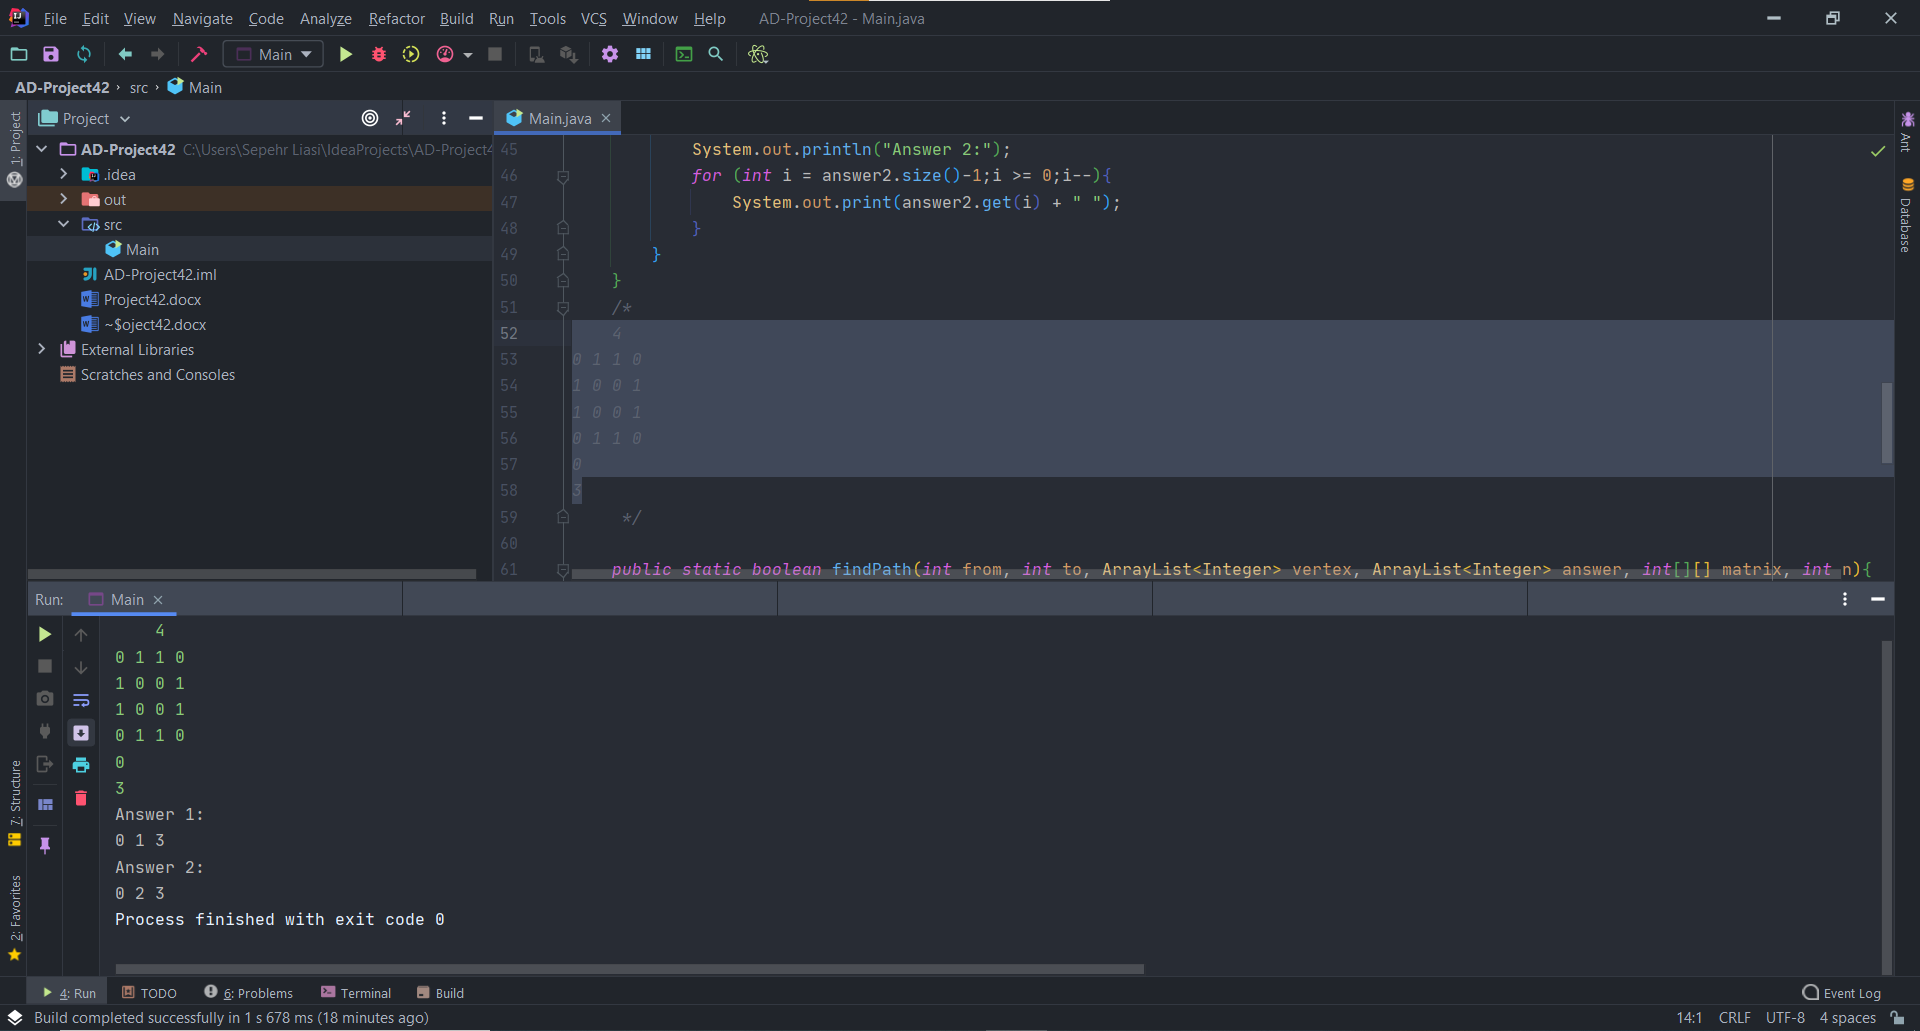 File Edit View Navigate Code Analyze Refactor Build Run Tools VCS Window Help AD-Project42 - Main.java
Main
AD-Project42 › src › Main
1: Project
Project
AD-Project42 C:\Users\Sepehr Liasi\IdeaProjects\AD-Project4
.idea
out
src
Main
AD-Project42.iml
Project42.docx
~$oject42.docx
External Libraries
Scratches and Consoles
Main.java
45 System.out.println("Answer 2:");
46 for (int i = answer2.size()-1;i >= 0;i--){
47 System.out.print(answer2.get(i) + " ");
48 }
49 }
50 }
51 /*
52 4
53 0 1 1 0
54 1 0 0 1
55 1 0 0 1
56 0 1 1 0
57 0
58 3
59 */
60
61 public static boolean findPath(int from, int to, ArrayList<Integer> vertex, ArrayList<Integer> answer, int[][] matrix, int n){
Ant
Database
Run: Main
4
0 1 1 0
1 0 0 1
1 0 0 1
0 1 1 0
0
3
Answer 1:
0 1 3
Answer 2:
0 2 3
Process finished with exit code 0
7: Structure
2: Favorites
4: Run TODO 6: Problems Terminal Build Event Log
Build completed successfully in 1 s 678 ms (18 minutes ago) 14:1 CRLF UTF-8 4 spaces